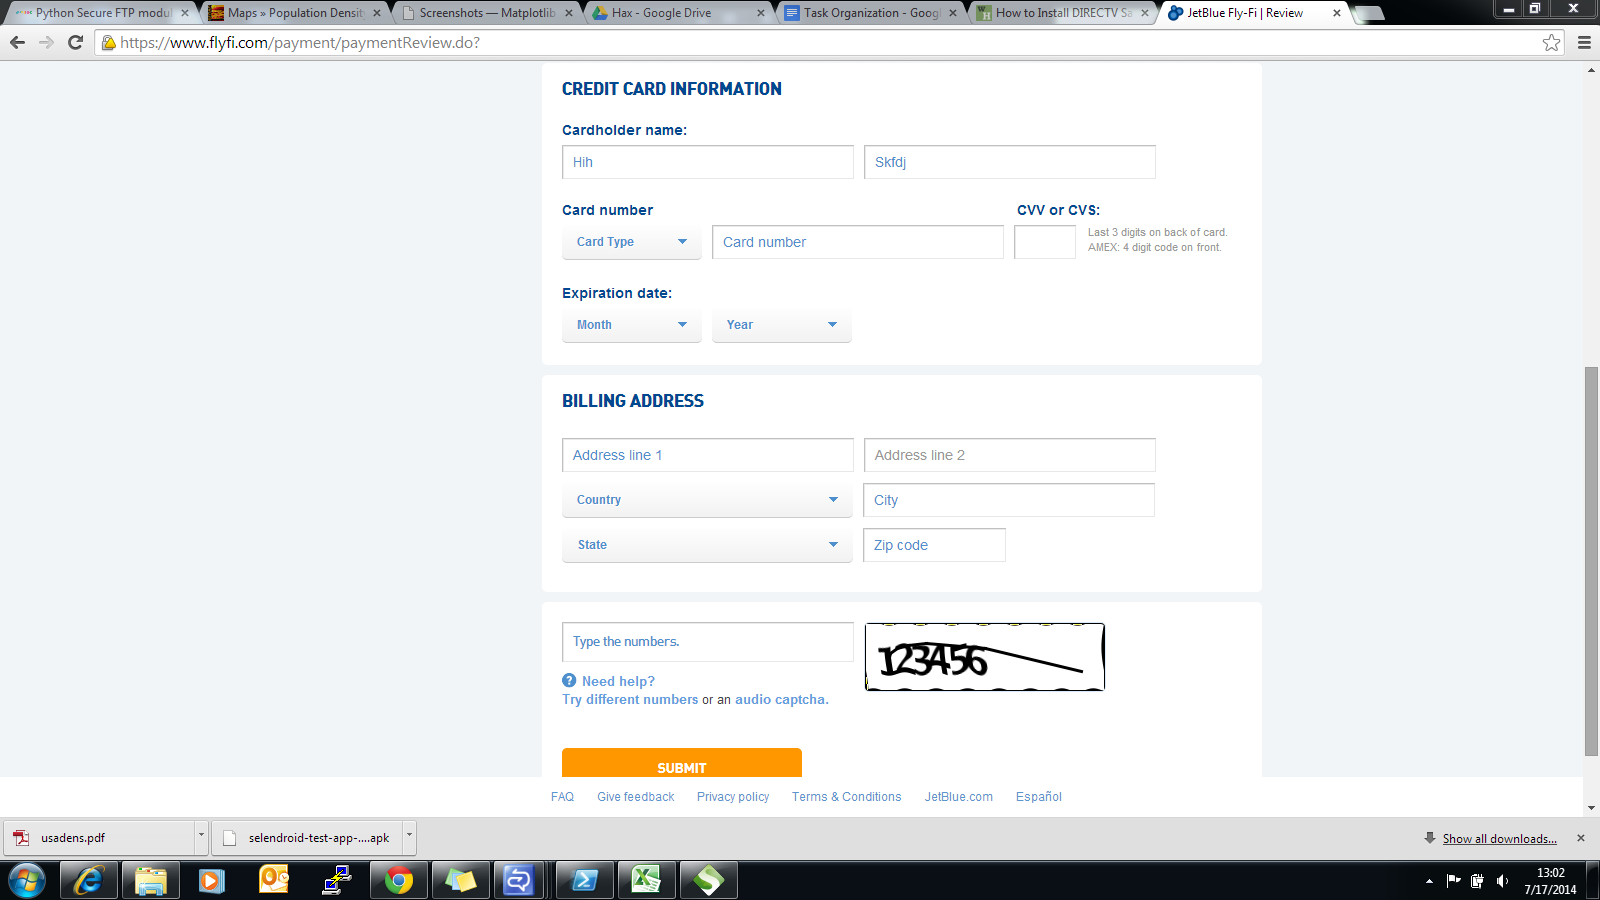 Python Secure FTP modul
Maps » Population Densit
Screenshots — Matplotlib
Hax - Google Drive
Task Organization - Googl
How to Install DIRECTV Sa
JetBlue Fly-Fi | Review
https://www.flyfi.com/payment/paymentReview.do?
CREDIT CARD INFORMATION
Cardholder name:
Hih
Skfdj
Card number
CVV or CVS:
Card Type
Card number
Last 3 digits on back of card.
AMEX: 4 digit code on front.
Expiration date:
Month
Year
BILLING ADDRESS
Address line 1
Address line 2
Country
City
State
Zip code
Type the numbers.
123456
Need help?
Try different numbers or an audio captcha.
SUBMIT
FAQ
Give feedback
Privacy policy
Terms & Conditions
JetBlue.com
Español
usadens.pdf
selendroid-test-app-....apk
Show all downloads...
13:02
7/17/2014